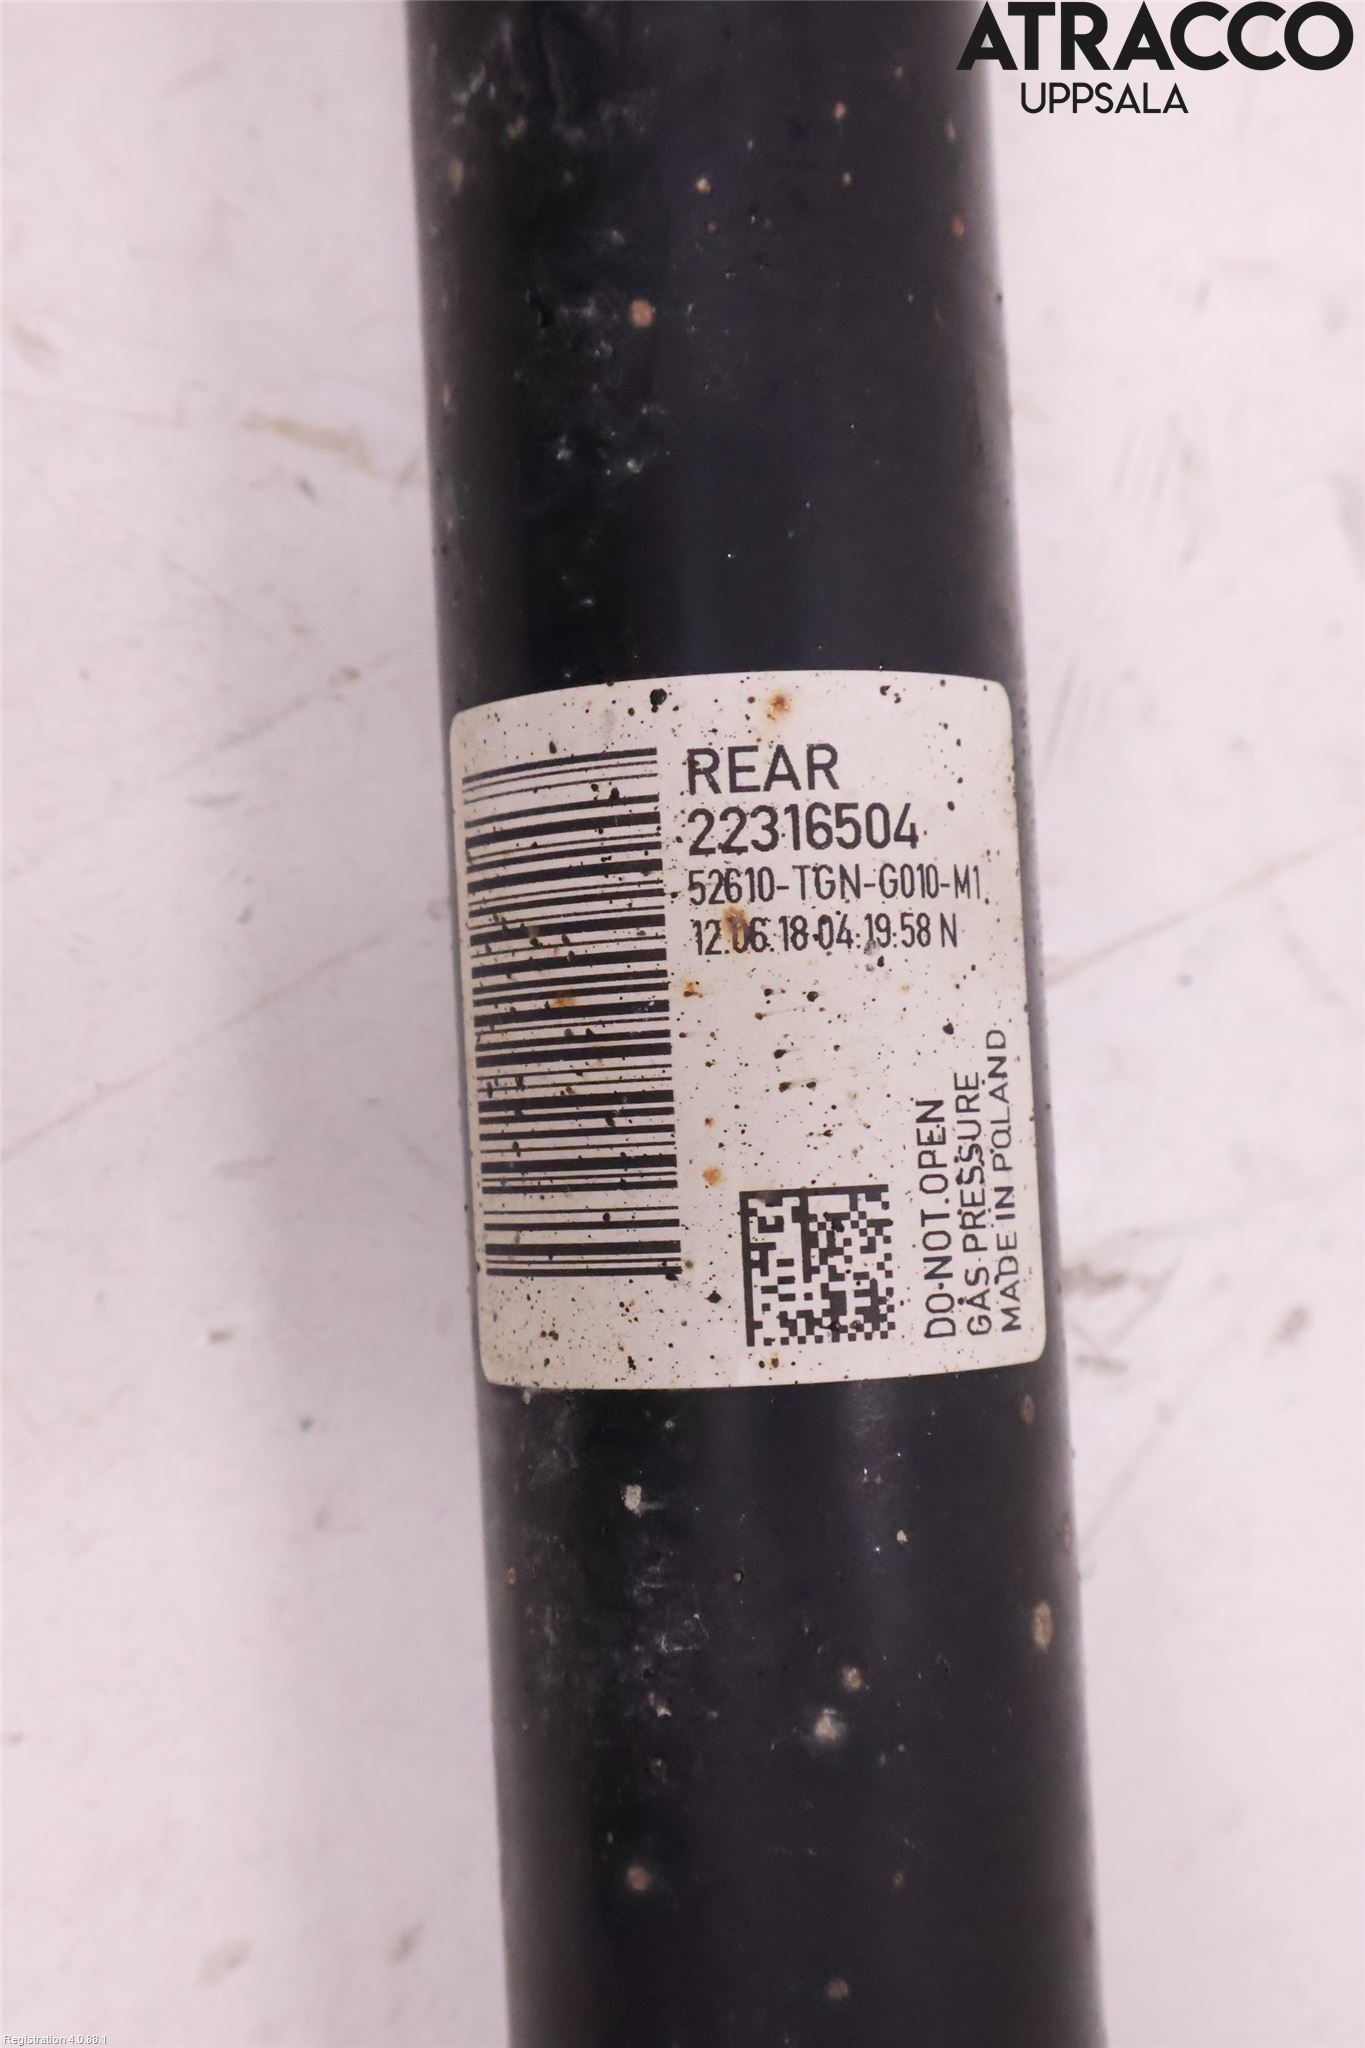 ATRACCO
UPPSALA
REAR
22316504
52610-TGN-G010-M1
12.06.18 04:19:58 N
DO NOT OPEN
GAS PRESSURE
MADE IN POLAND
Registration 4.0.88.1